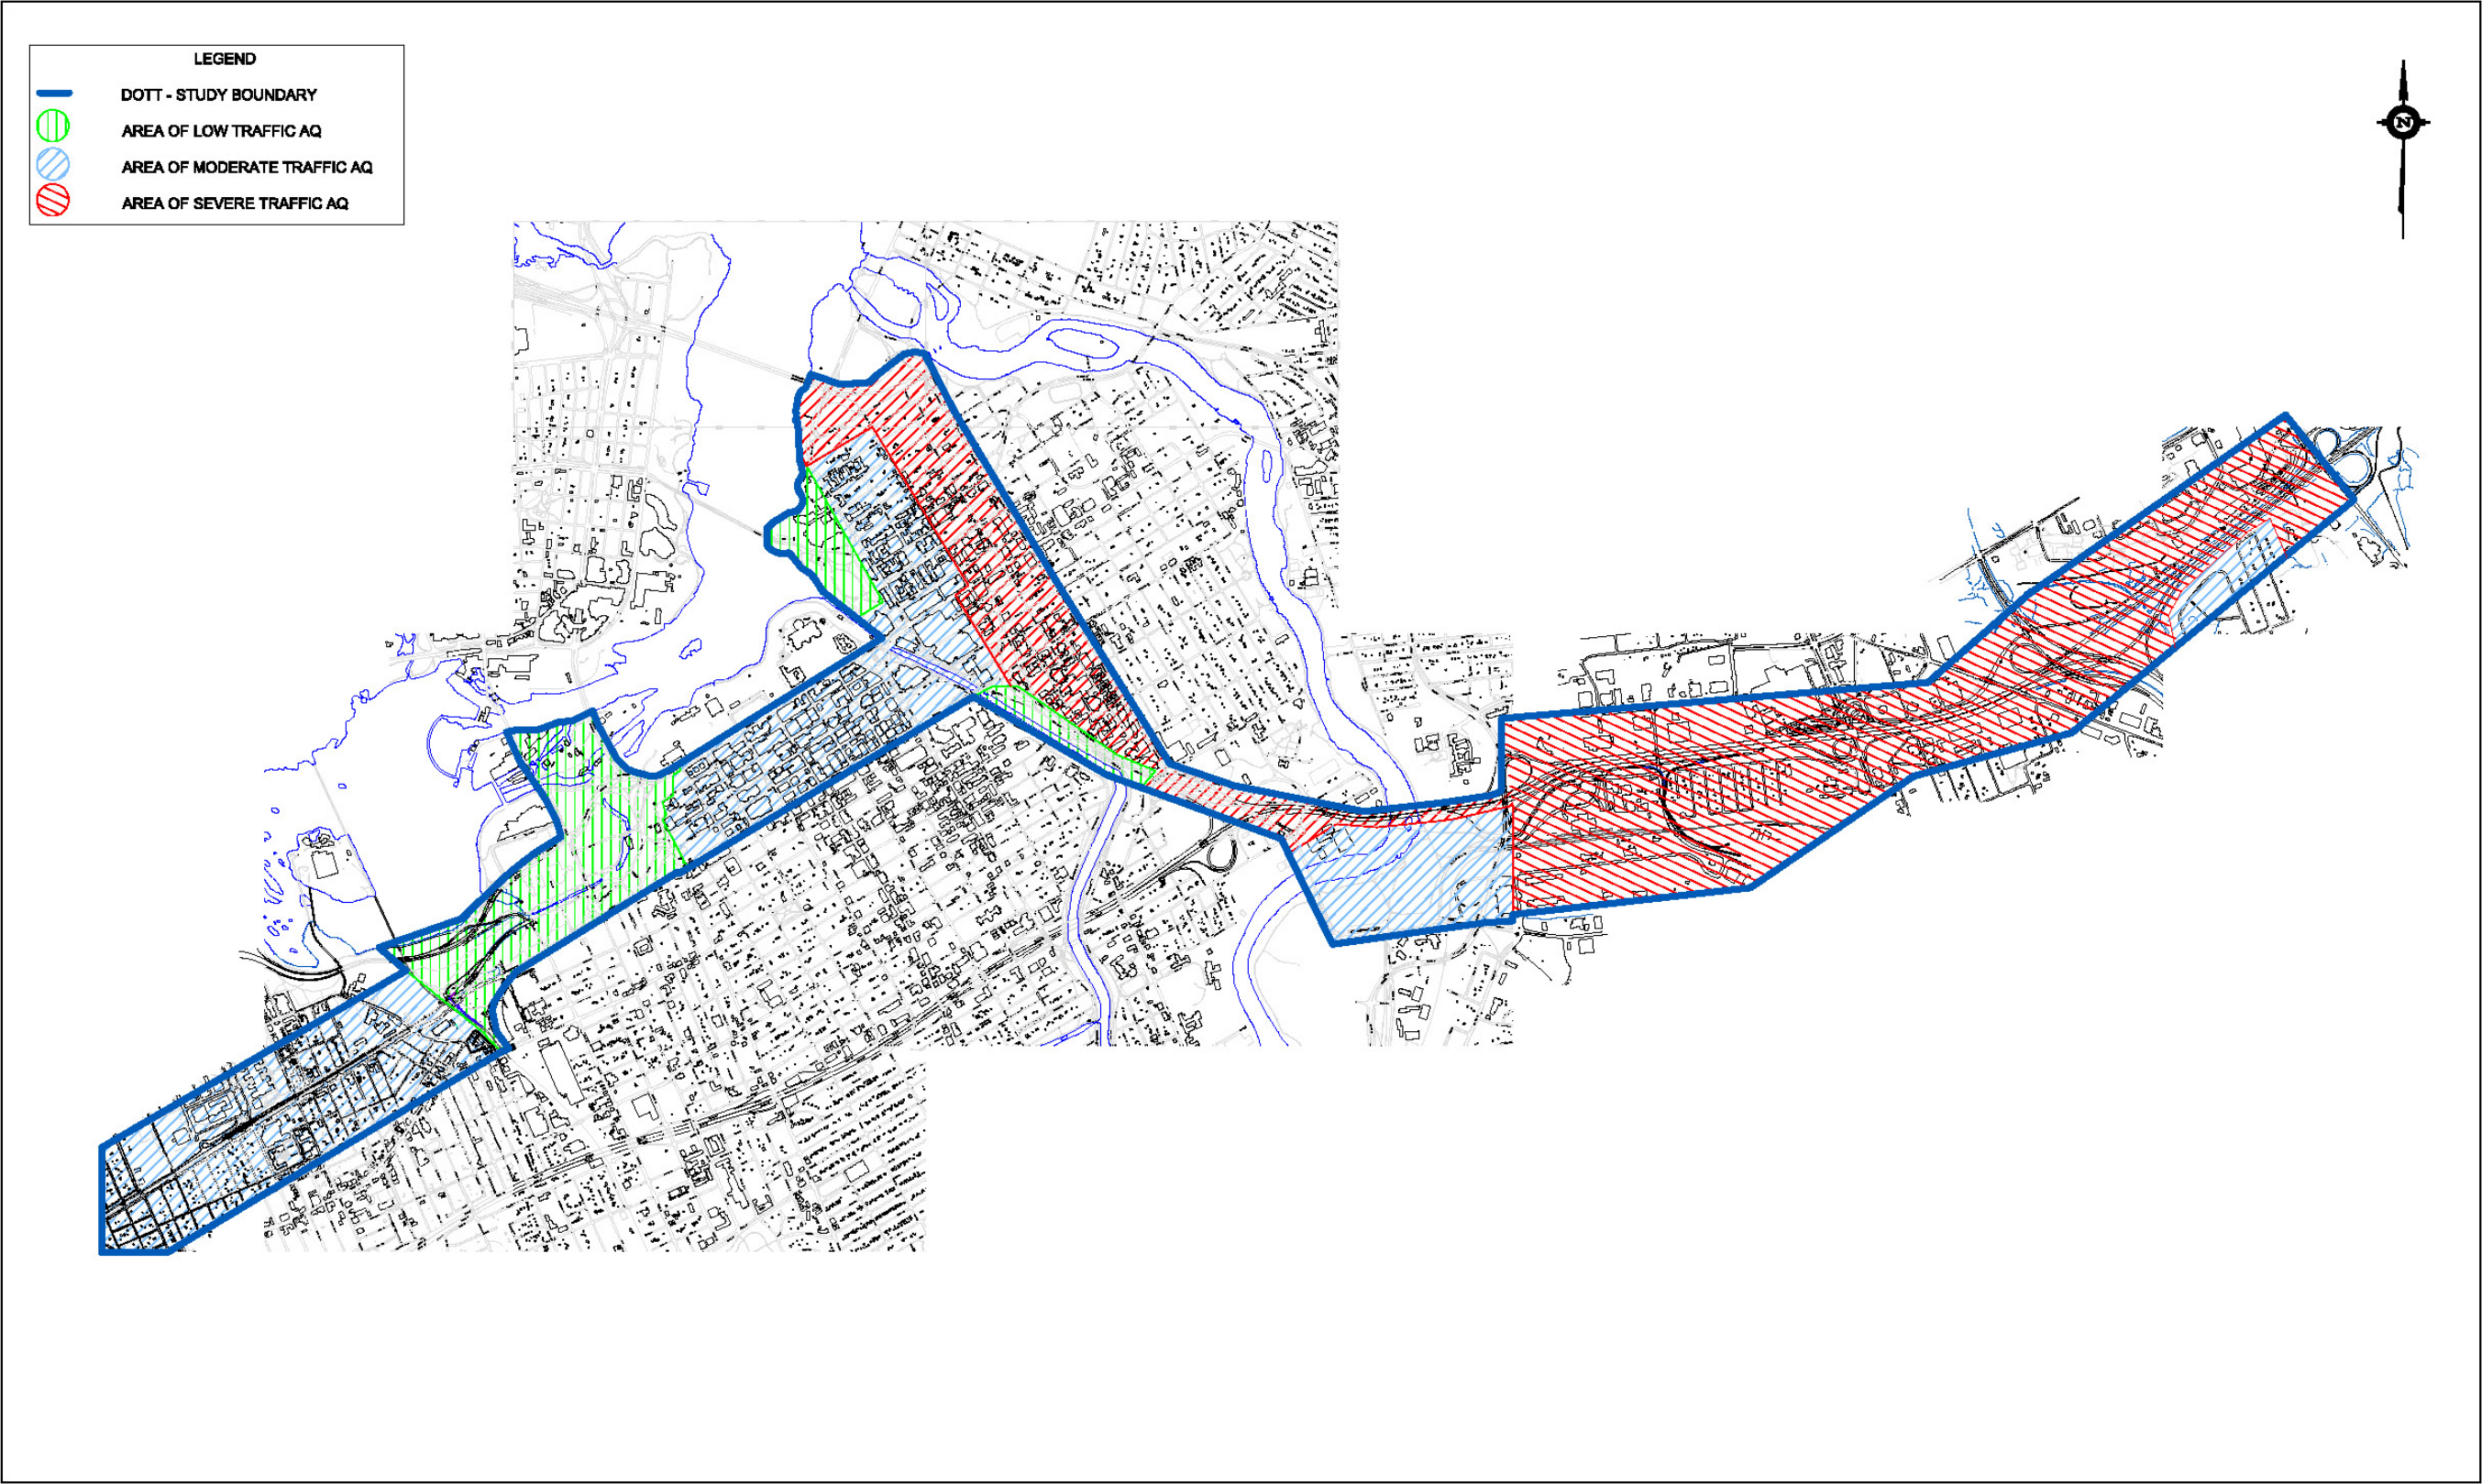 LEGEND
DOTT - STUDY BOUNDARY
AREA OF LOW TRAFFIC AQ
AREA OF MODERATE TRAFFIC AQ
AREA OF SEVERE TRAFFIC AQ
N